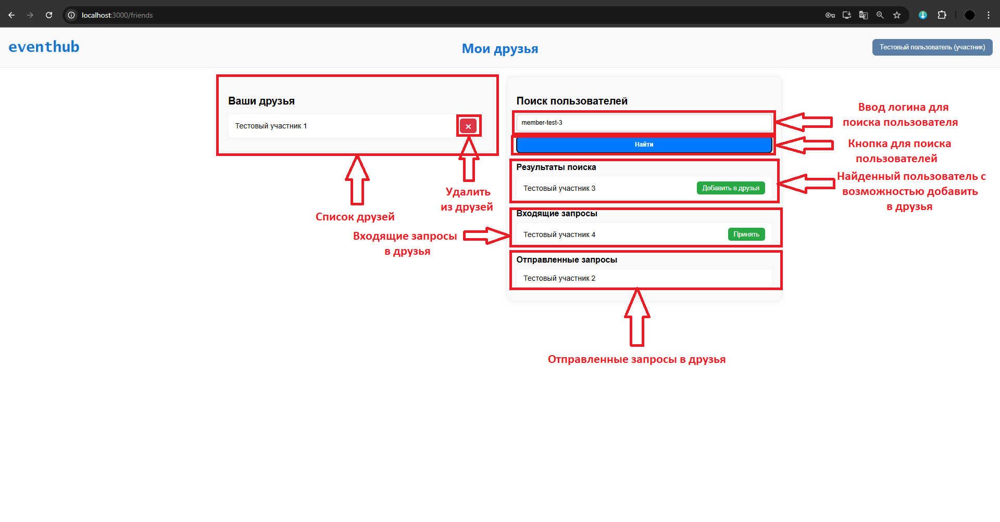 localhost:3000/friends
eventhub
Мои друзья
Тестовый пользователь (участник)
Ваши друзья
Тестовый участник 1
×
Удалить
из друзей
Список друзей
Поиск пользователей
member-test-3
Найти
Ввод логина для
поиска пользователя
Кнопка для поиска
пользователей
Результаты поиска
Тестовый участник 3
Добавить в друзья
Найденный пользователь с
возможностью добавить
в друзья
Входящие запросы
Тестовый участник 4
Принять
Входящие запросы
в друзья
Отправленные запросы
Тестовый участник 2
Отправленные запросы в друзья